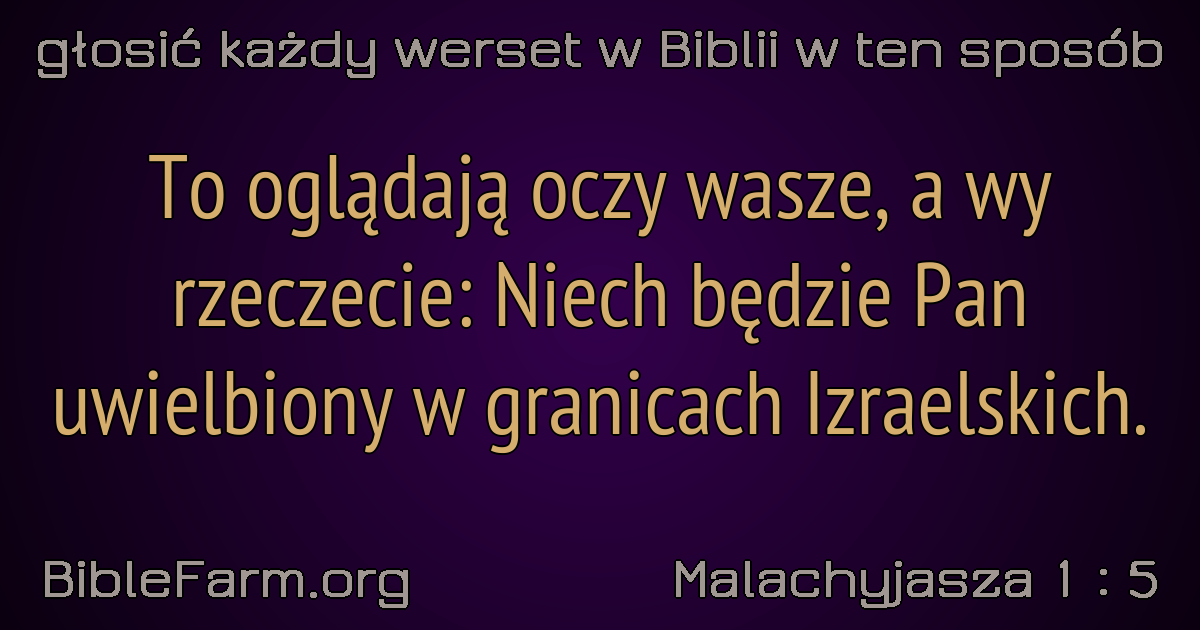 głosić każdy werset w Biblii w ten sposób
To oglądają oczy wasze, a wy
rzeczecie: Niech będzie Pan
uwielbiony w granicach Izraelskich.
BibleFarm.org
Malachyjasza 1 : 5